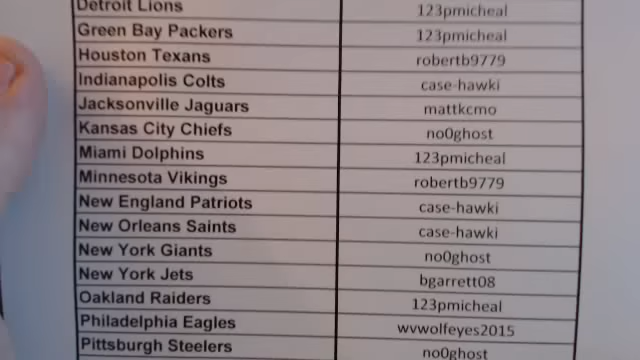 Detroit Lions 123pmicheal
Green Bay Packers 123pmicheal
Houston Texans robertb9779
Indianapolis Colts case-hawki
Jacksonville Jaguars mattkcmo
Kansas City Chiefs no0ghost
Miami Dolphins 123pmicheal
Minnesota Vikings robertb9779
New England Patriots case-hawki
New Orleans Saints case-hawki
New York Giants no0ghost
New York Jets bgarrett08
Oakland Raiders 123pmicheal
Philadelphia Eagles wvwolfeyes2015
Pittsburgh Steelers no0ghost